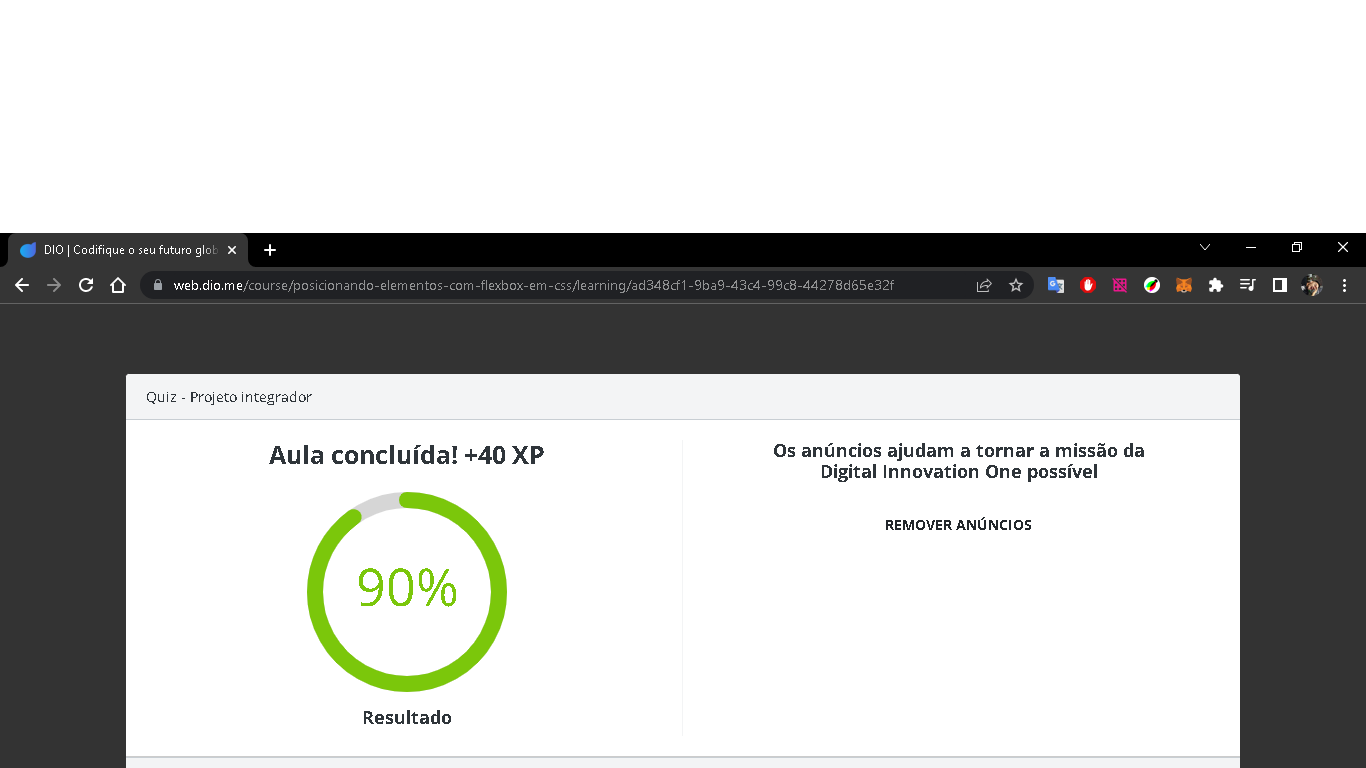 DIO | Codifique o seu futuro glob
web.dio.me/course/posicionando-elementos-com-flexbox-em-css/learning/ad348cf1-9ba9-43c4-99c8-44278d65e32f
Quiz - Projeto integrador
Aula concluída! +40 XP
90%
Resultado
Os anúncios ajudam a tornar a missão da
Digital Innovation One possível
REMOVER ANÚNCIOS